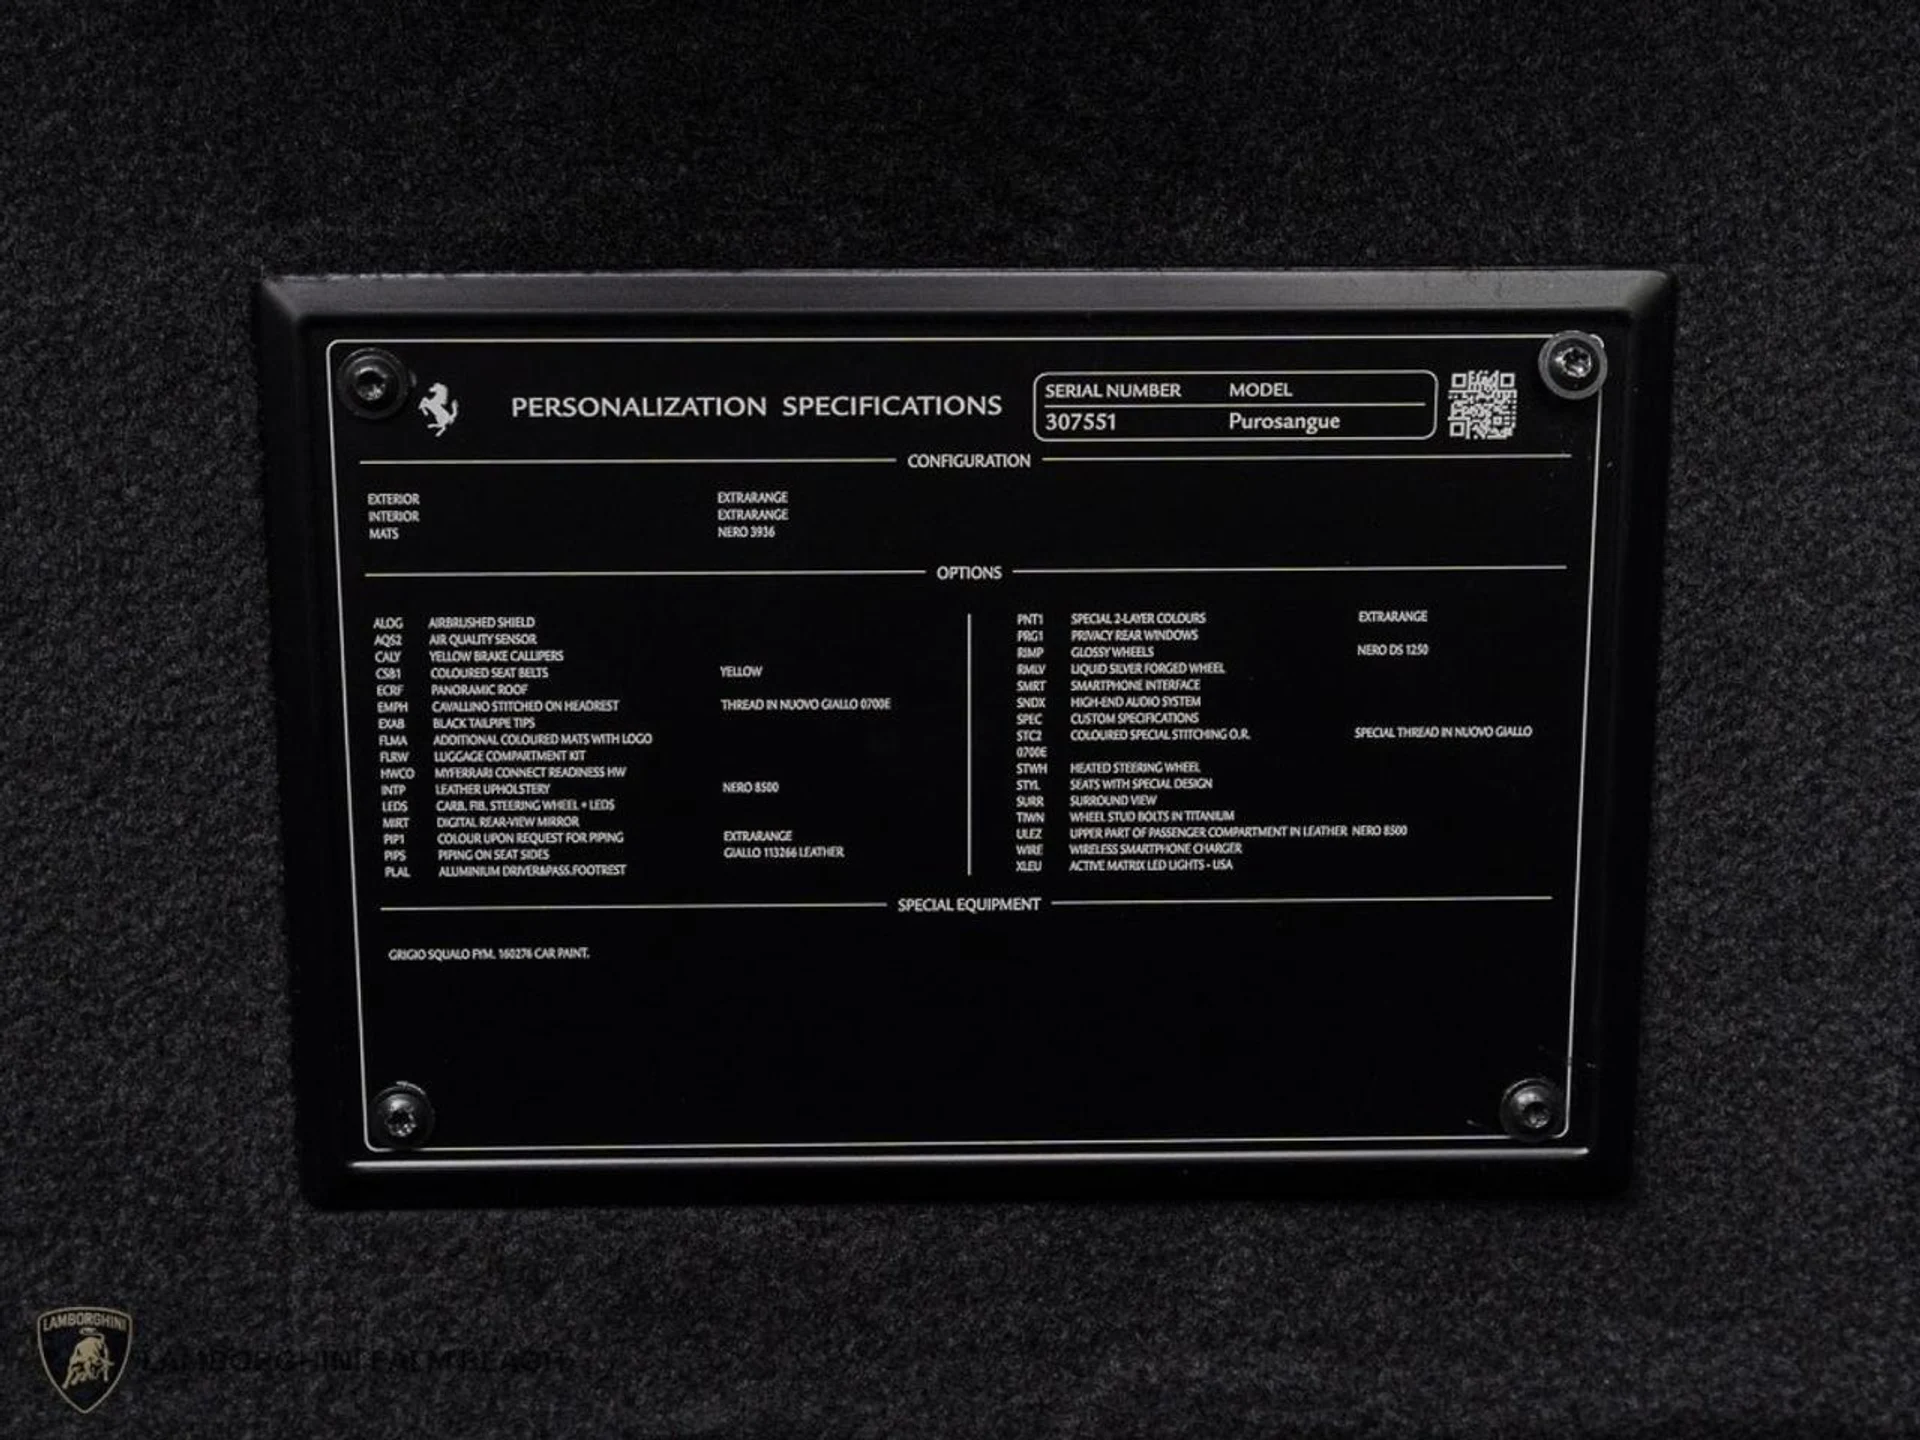 PERSONALIZATION SPECIFICATIONS
SERIAL NUMBER MODEL
307551 Purosangue
CONFIGURATION
EXTERIOR EXTRARANGE
INTERIOR EXTRARANGE
MATS NERO 3936
OPTIONS
ALOG AIRBRUSHED SHIELD
AQS2 AIR QUALITY SENSOR
CALY YELLOW BRAKE CALLIPERS
CSB1 COLOURED SEAT BELTS YELLOW
ECRF PANORAMIC ROOF
EMPH CAVALLINO STITCHED ON HEADREST THREAD IN NUOVO GIALLO 0700E
EXAB BLACK TAILPIPE TIPS
FLMA ADDITIONAL COLOURED MATS WITH LOGO
FLRW LUGGAGE COMPARTMENT KIT
HWCO MYFERRARI CONNECT READINESS HW
INTP LEATHER UPHOLSTERY NERO 8500
LEDS CARB. FIB. STEERING WHEEL + LEDS
MIRT DIGITAL REAR-VIEW MIRROR
PIP1 COLOUR UPON REQUEST FOR PIPING EXTRARANGE
PIPS PIPING ON SEAT SIDES GIALLO 113266 LEATHER
PLAL ALUMINIUM DRIVER&PASS.FOOTREST
PNT1 SPECIAL 2-LAYER COLOURS EXTRARANGE
PRG1 PRIVACY REAR WINDOWS
RIMP GLOSSY WHEELS NERO DS 1250
RMLV LIQUID SILVER FORGED WHEEL
SMRT SMARTPHONE INTERFACE
SNDX HIGH-END AUDIO SYSTEM
SPEC CUSTOM SPECIFICATIONS
STC2 COLOURED SPECIAL STITCHING O.R. SPECIAL THREAD IN NUOVO GIALLO
0700E
STWH HEATED STEERING WHEEL
STYL SEATS WITH SPECIAL DESIGN
SURR SURROUND VIEW
TIWN WHEEL STUD BOLTS IN TITANIUM
ULEZ UPPER PART OF PASSENGER COMPARTMENT IN LEATHER NERO 8500
WIRE WIRELESS SMARTPHONE CHARGER
XLEU ACTIVE MATRIX LED LIGHTS - USA
SPECIAL EQUIPMENT
GRIGIO SQUALO FYM. 160276 CAR PAINT.
LAMBORGHINI
LAMBORGHINI PALM BEACH